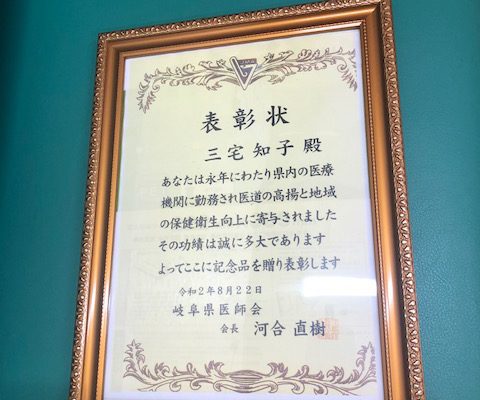 表彰状
三宅 知子 殿
あなたは永年にわたり県内の医療
機関に勤務され医道の高揚と地域
の保健衛生向上に寄与されました
その功績は誠に多大であります
よってここに記念品を贈り表彰します
令和2年8月22日
岐阜県医師会
会長 河合 直樹